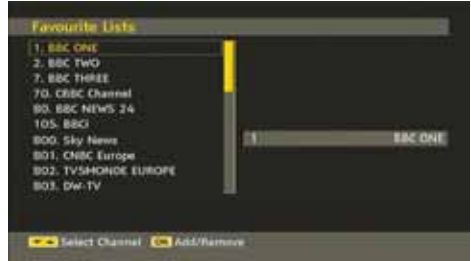 Favourite Lists
1. BBC ONE
2. BBC TWO
7. BBC THREE
70. CBBC Channel
80. BBC NEWS 24
105. BBCi
800. Sky News
801. CNBC Europe
802. TV5MONDE EUROPE
803. DW-TV
1 BBC ONE
Select Channel OK Add/Remove